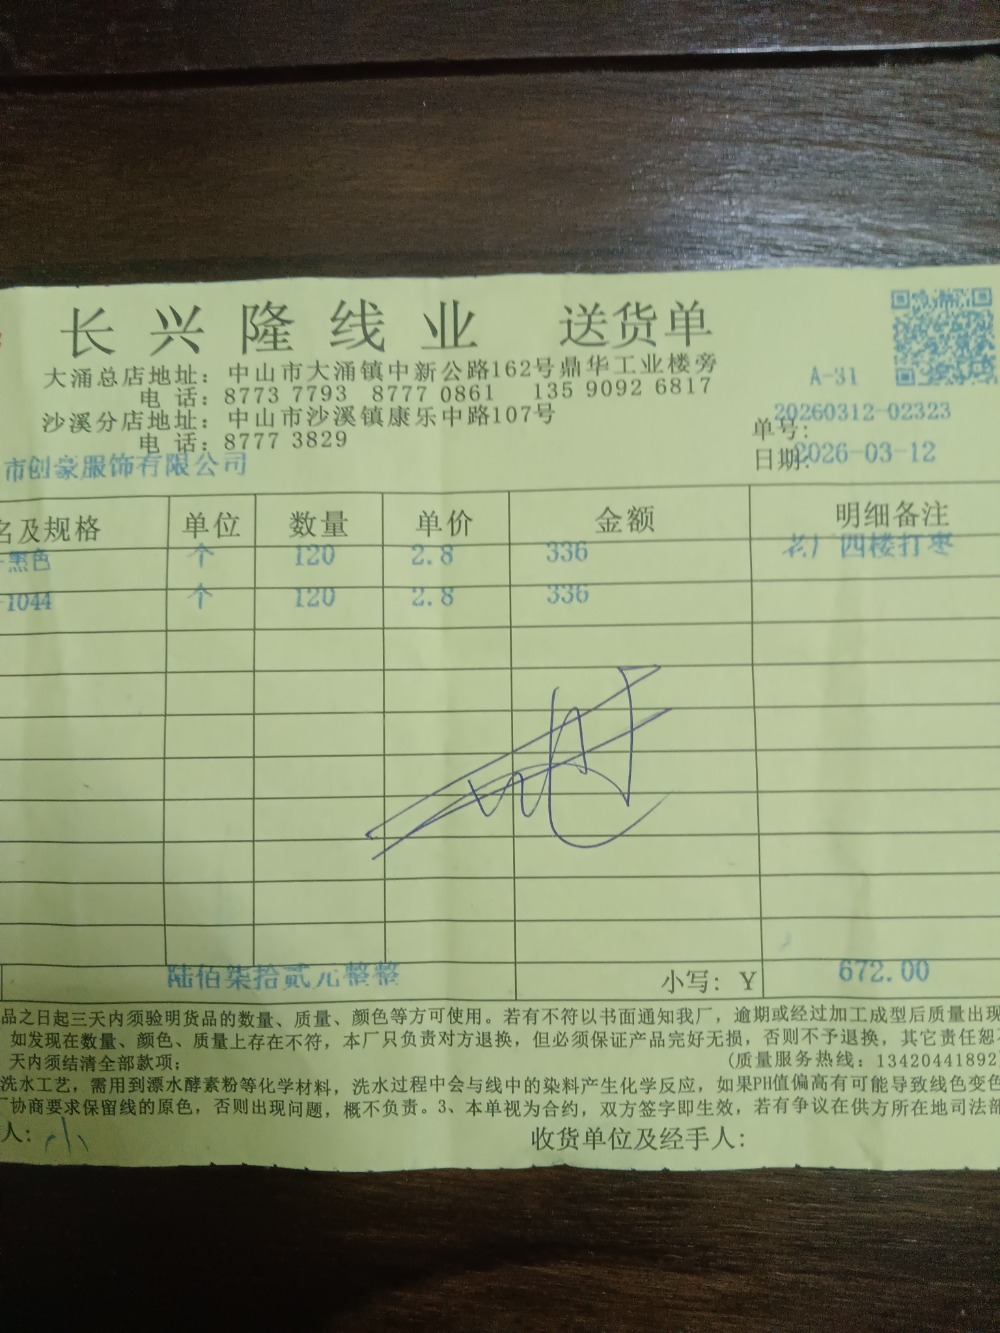 长兴隆线业 送货单
大涌总店地址：中山市大涌镇中新公路162号鼎华工业楼旁
电 话：8773 7793 8777 0861 135 9092 6817
A-31
沙溪分店地址：中山市沙溪镇康乐中路107号
电 话：8777 3829
单号：20260312-02323
日期：2026-03-12
市创豪服饰有限公司
名及规格 单位 数量 单价 金额 明细备注
-黑色 个 120 2.8 336 老厂四楼打枣
-1044 个 120 2.8 336
陆佰柒拾贰元整整 小写：Y 672.00
品之日起三天内须验明货品的数量、质量、颜色等方可使用。若有不符以书面通知我厂，逾期或经过加工成型后质量出现
如发现在数量、颜色、质量上存在不符，本厂只负责对方退换，但必须保证产品完好无损，否则不予退换，其它责任恕
天内须结清全部款项； (质量服务热线：13420441892
洗水工艺，需用到漂水酵素粉等化学材料，洗水过程中会与线中的染料产生化学反应，如果PH值偏高有可能导致线色变色
协商要求保留线的原色，否则出现问题，概不负责。3、本单视为合约，双方签字即生效，若有争议在供方所在地司法部
人： 收货单位及经手人：